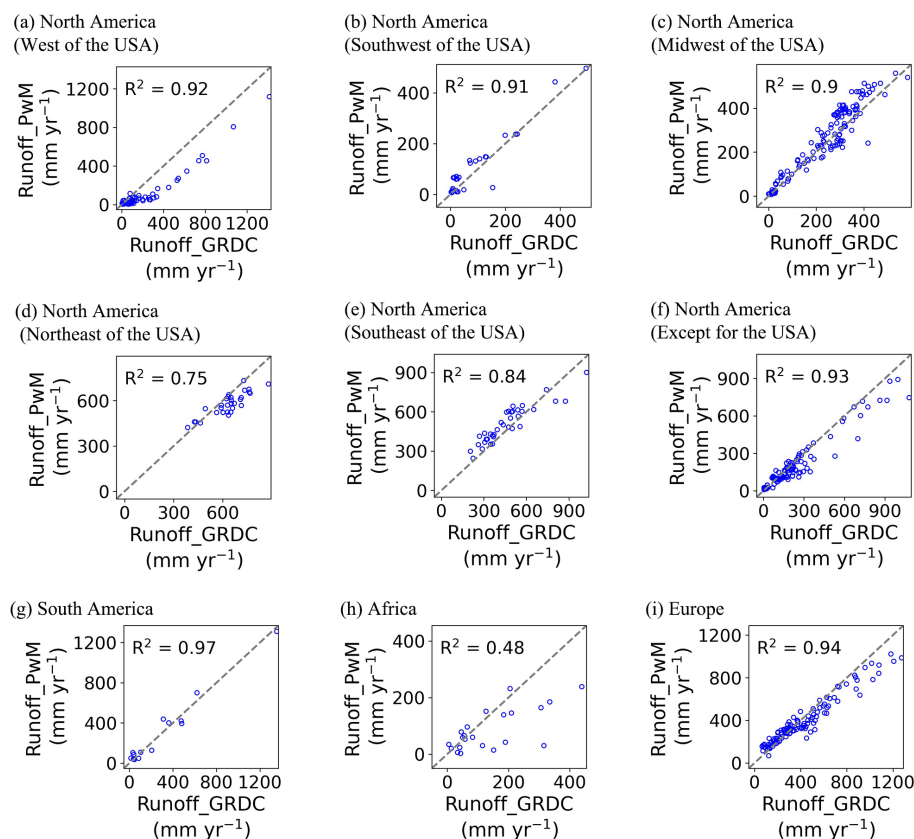 (a) North America
(West of the USA)
R² = 0.92
1200
800
400
0
Runoff_PwM
(mm yr⁻¹)
0 400 800 1200
Runoff_GRDC
(mm yr⁻¹)
(b) North America
(Southwest of the USA)
R² = 0.91
400
200
0
Runoff_PwM
(mm yr⁻¹)
0 200 400
Runoff_GRDC
(mm yr⁻¹)
(c) North America
(Midwest of the USA)
R² = 0.9
400
200
0
Runoff_PwM
(mm yr⁻¹)
0 200 400
Runoff_GRDC
(mm yr⁻¹)
(d) North America
(Northeast of the USA)
R² = 0.75
600
300
0
Runoff_PwM
(mm yr⁻¹)
0 300 600
Runoff_GRDC
(mm yr⁻¹)
(e) North America
(Southeast of the USA)
R² = 0.84
900
600
300
0
Runoff_PwM
(mm yr⁻¹)
0 300 600 900
Runoff_GRDC
(mm yr⁻¹)
(f) North America
(Except for the USA)
R² = 0.93
900
600
300
0
Runoff_PwM
(mm yr⁻¹)
0 300 600 900
Runoff_GRDC
(mm yr⁻¹)
(g) South America
R² = 0.97
1200
800
400
0
Runoff_PwM
(mm yr⁻¹)
0 400 800 1200
Runoff_GRDC
(mm yr⁻¹)
(h) Africa
R² = 0.48
400
200
0
Runoff_PwM
(mm yr⁻¹)
0 200 400
Runoff_GRDC
(mm yr⁻¹)
(i) Europe
R² = 0.94
1200
800
400
0
Runoff_PwM
(mm yr⁻¹)
0 400 800 1200
Runoff_GRDC
(mm yr⁻¹)